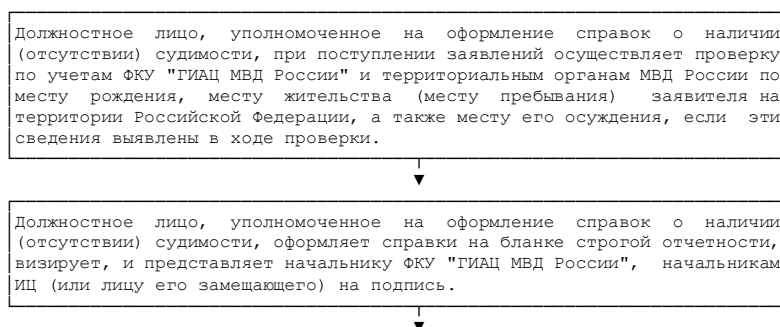 Должностное лицо, уполномоченное на оформление справок о наличии
(отсутствии) судимости, при поступлении заявлений осуществляет проверку
по учетам ФКУ "ГИАЦ МВД России" и территориальным органам МВД России по
месту рождения, месту жительства (месту пребывания) заявителя на
территории Российской Федерации, а также месту его осуждения, если эти
сведения выявлены в ходе проверки.
Должностное лицо, уполномоченное на оформление справок о наличии
(отсутствии) судимости, оформляет справки на бланке строгой отчетности,
визирует, и представляет начальнику ФКУ "ГИАЦ МВД России", начальникам
ИЦ (или лицу его замещающего) на подпись.